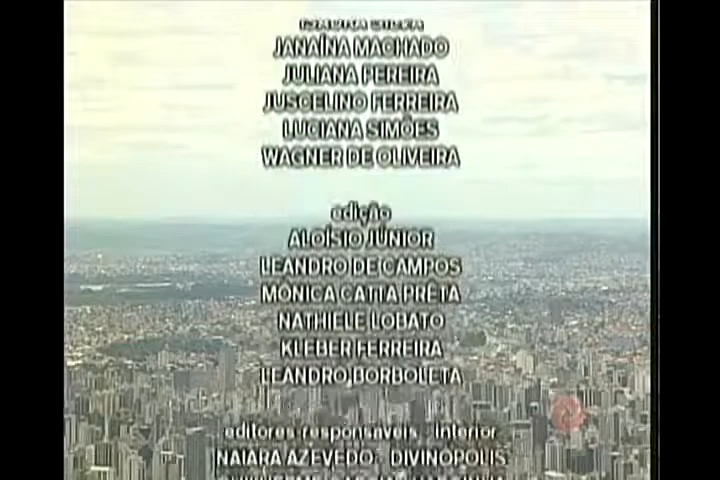 JANAÍNA MACHADO
JULIANA PEREIRA
JUSCELINO FERREIRA
LUCIANA SIMÕES
WAGNER DE OLIVEIRA
edição
ALOÍSIO JÚNIOR
LEANDRO DE CAMPOS
MÔNICA CATTA PRETA
NATHIELE LOBATO
KLEBER FERREIRA
LEANDRO BORBOLETA
editores responsáveis interior
NAIARA AZEVEDO DIVINÓPOLIS